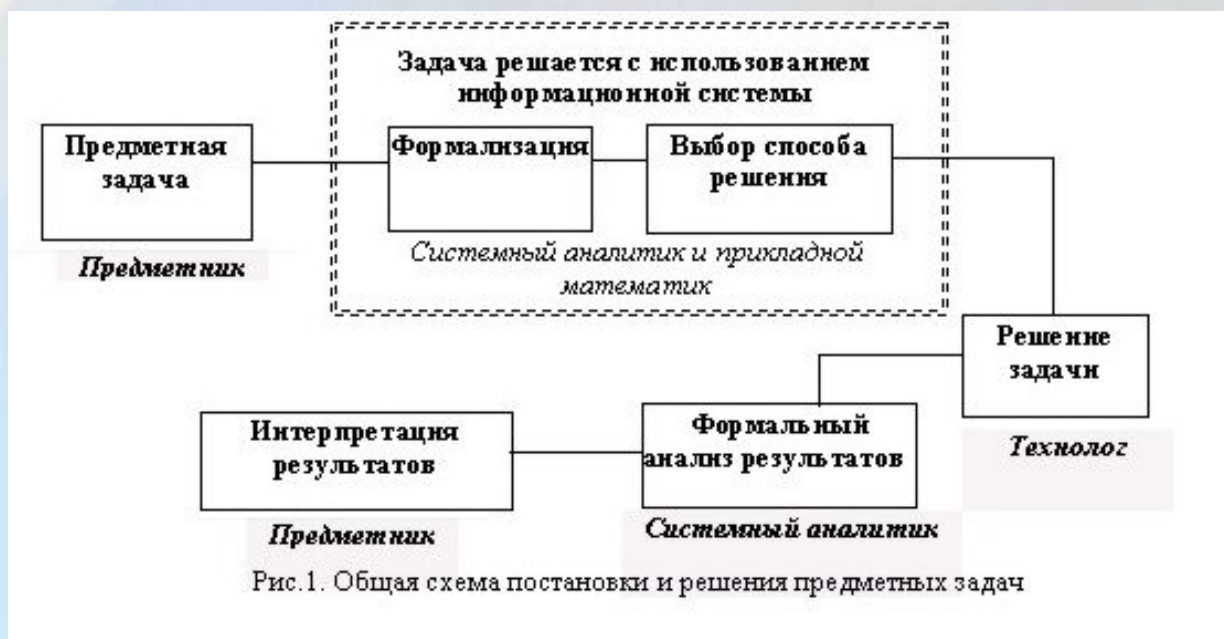 Задача решается с использованием
информационной системы
Предметная
задача
Формализация
Выбор способа
решения
Предметник
Системный аналитик и прикладной
математик
Решение
задачи
Технолог
Формальный
анализ результатов
Системный аналитик
Интерпретация
результатов
Предметник
Рис.1. Общая схема постановки и решения предметных задач